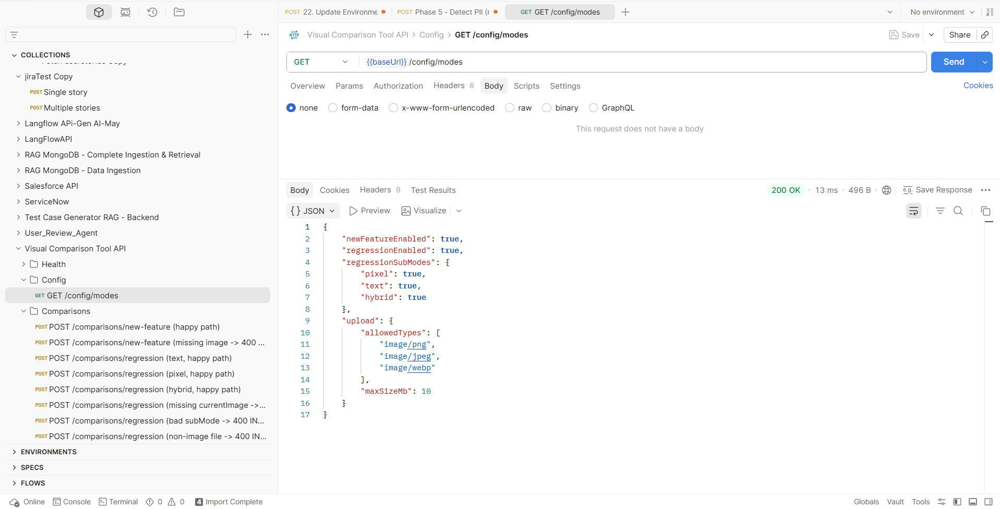 POST 22. Update Environme
POST Phase 5 - Detect PII (r
GET GET /config/modes
No environment
HTTP Visual Comparison Tool API > Config > GET /config/modes
Save
Share
COLLECTIONS
jiraTest Copy
POST Single story
POST Multiple stories
Langflow APi-Gen AI-May
LangFlowAPI
RAG MongoDB - Complete Ingestion & Retrieval
RAG MongoDB - Data Ingestion
Salesforce API
ServiceNow
Test Case Generator RAG - Backend
User_Review_Agent
Visual Comparison Tool API
Health
Config
GET GET /config/modes
Comparisons
POST POST /comparisons/new-feature (happy path)
POST POST /comparisons/new-feature (missing image -> 400 ...
POST POST /comparisons/regression (text, happy path)
POST POST /comparisons/regression (pixel, happy path)
POST POST /comparisons/regression (hybrid, happy path)
POST POST /comparisons/regression (missing currentImage ->...
POST POST /comparisons/regression (bad subMode -> 400 IN...
POST POST /comparisons/regression (non-image file -> 400 IN...
ENVIRONMENTS
SPECS
FLOWS
GET {{baseUrl}} /config/modes
Send
Overview Params Authorization Headers 6 Body Scripts Settings
Cookies
none form-data x-www-form-urlencoded raw binary GraphQL
This request does not have a body
Body Cookies Headers 9 Test Results
200 OK • 13 ms • 496 B
e.g. Save Response
{} JSON Preview Visualize
1 {
2 "newFeatureEnabled": true,
3 "regressionEnabled": true,
4 "regressionSubModes": {
5 "pixel": true,
6 "text": true,
7 "hybrid": true
8 },
9 "upload": {
10 "allowedTypes": [
11 "image/png",
12 "image/jpeg",
13 "image/webp"
14 ],
15 "maxSizeMb": 10
16 }
17 }
Online Console Terminal 0 0 4 Import Complete
Globals Vault Tools